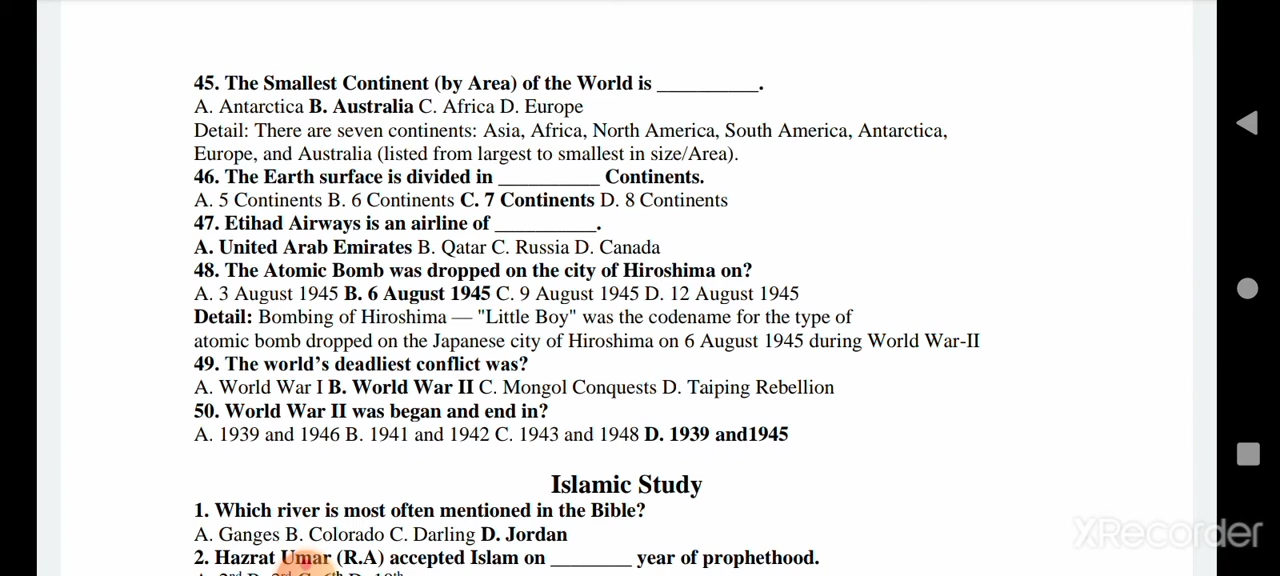 45. The Smallest Continent (by Area) of the World is __________.
A. Antarctica B. Australia C. Africa D. Europe
Detail: There are seven continents: Asia, Africa, North America, South America, Antarctica,
Europe, and Australia (listed from largest to smallest in size/Area).
46. The Earth surface is divided in __________ Continents.
A. 5 Continents B. 6 Continents C. 7 Continents D. 8 Continents
47. Etihad Airways is an airline of __________.
A. United Arab Emirates B. Qatar C. Russia D. Canada
48. The Atomic Bomb was dropped on the city of Hiroshima on?
A. 3 August 1945 B. 6 August 1945 C. 9 August 1945 D. 12 August 1945
Detail: Bombing of Hiroshima — "Little Boy" was the codename for the type of
atomic bomb dropped on the Japanese city of Hiroshima on 6 August 1945 during World War-II
49. The world’s deadliest conflict was?
A. World War I B. World War II C. Mongol Conquests D. Taiping Rebellion
50. World War II was began and end in?
A. 1939 and 1946 B. 1941 and 1942 C. 1943 and 1948 D. 1939 and1945
Islamic Study
1. Which river is most often mentioned in the Bible?
A. Ganges B. Colorado C. Darling D. Jordan
2. Hazrat Umar (R.A) accepted Islam on ________ year of prophethood.
XRecorder